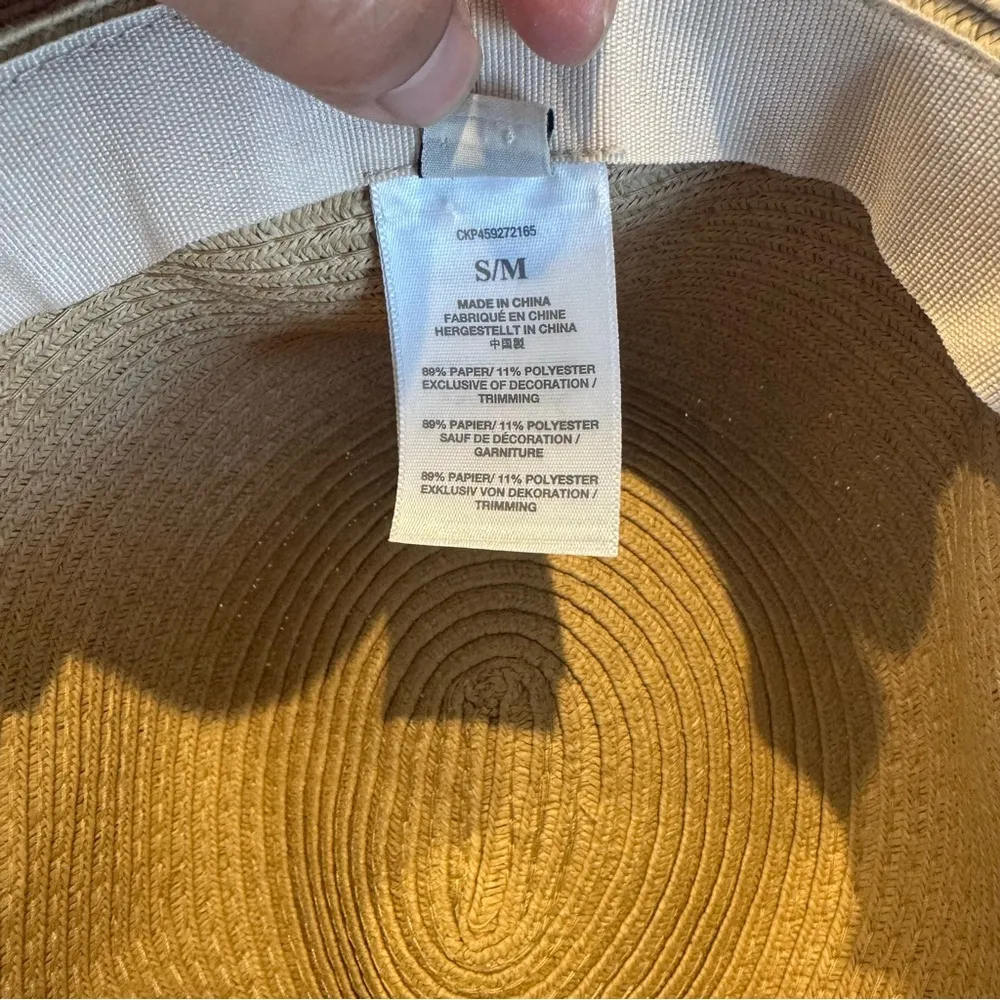 CKP459272165
S/M
MADE IN CHINA
FABRIQUÉ EN CHINE
HERGESTELLT IN CHINA
中国製
89% PAPER/ 11% POLYESTER
EXCLUSIVE OF DECORATION /
TRIMMING
89% PAPIER/ 11% POLYESTER
SAUF DE DÉCORATION /
GARNITURE
89% PAPIER/ 11% POLYESTER
EXKLUSIV VON DEKORATION /
TRIMMING